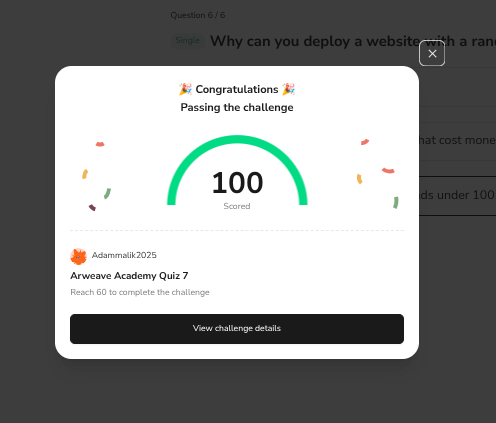 Question 6 / 6
Single Why can you deploy a website with a ran
🎉 Congratulations 🎉
Passing the challenge
hat cost mone
100
Scored
ds under 100
Adammalik2025
Arweave Academy Quiz 7
Reach 60 to complete the challenge
View challenge details